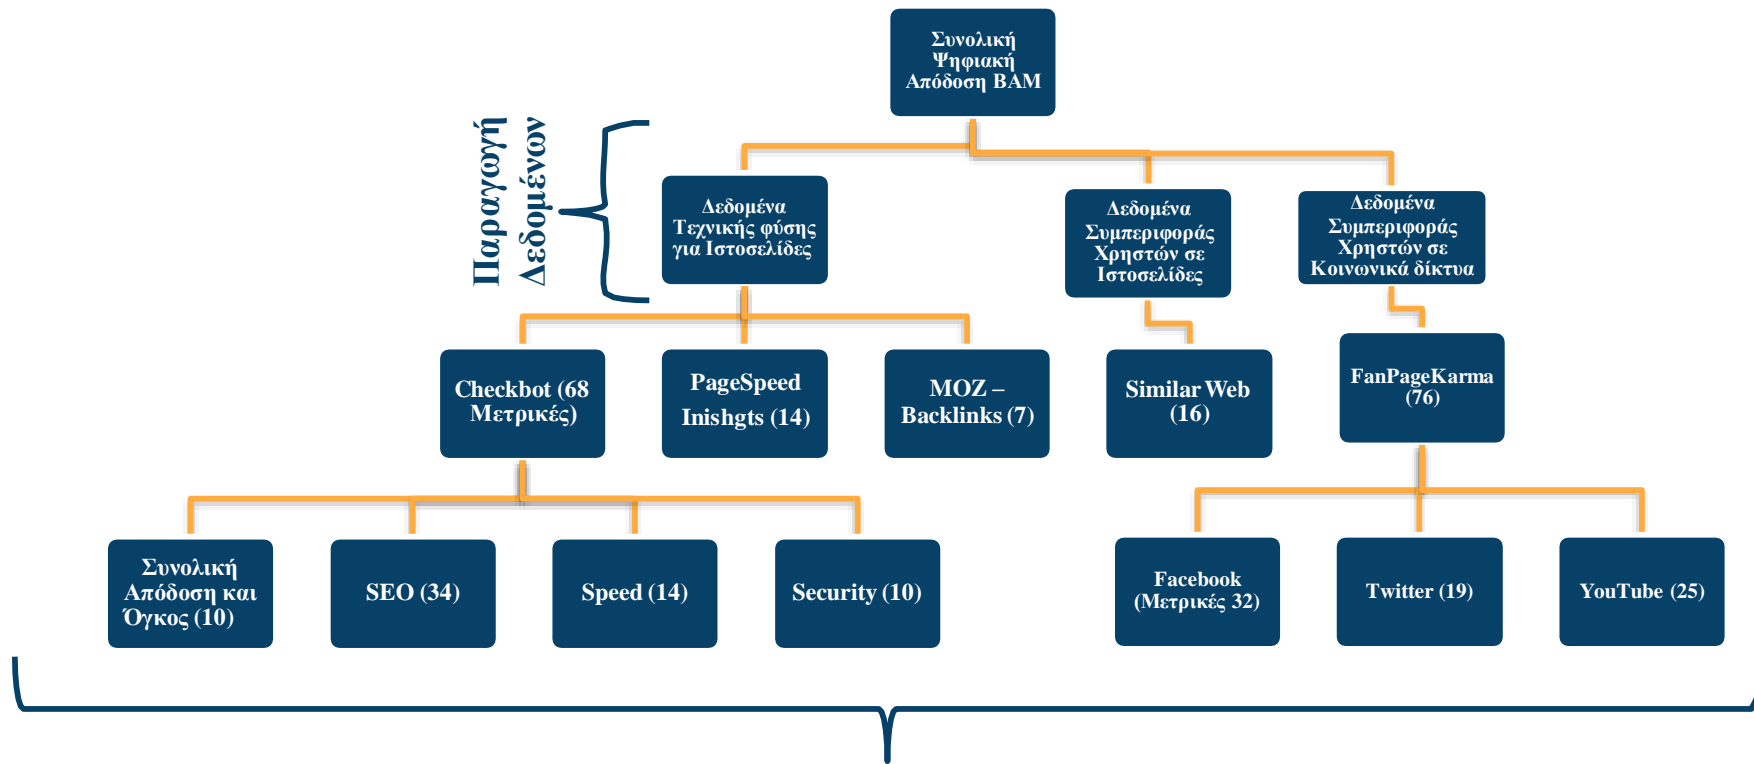 Συνολική
Ψηφιακή
Απόδοση ΒΑΜ
Παραγωγή
Δεδομένων
Δεδομένα
Τεχνικής φύσης
για Ιστοσελίδες
Δεδομένα
Συμπεριφοράς
Χρηστών σε
Ιστοσελίδες
Δεδομένα
Συμπεριφοράς
Χρηστών σε
Κοινωνικά δίκτυα
Checkbot (68
Μετρικές)
PageSpeed
Inishgts (14)
MOZ –
Backlinks (7)
Similar Web
(16)
FanPageKarma
(76)
Συνολική
Απόδοση και
Όγκος (10)
SEO (34)
Speed (14)
Security (10)
Facebook
(Μετρικές 32)
Twitter (19)
YouTube (25)